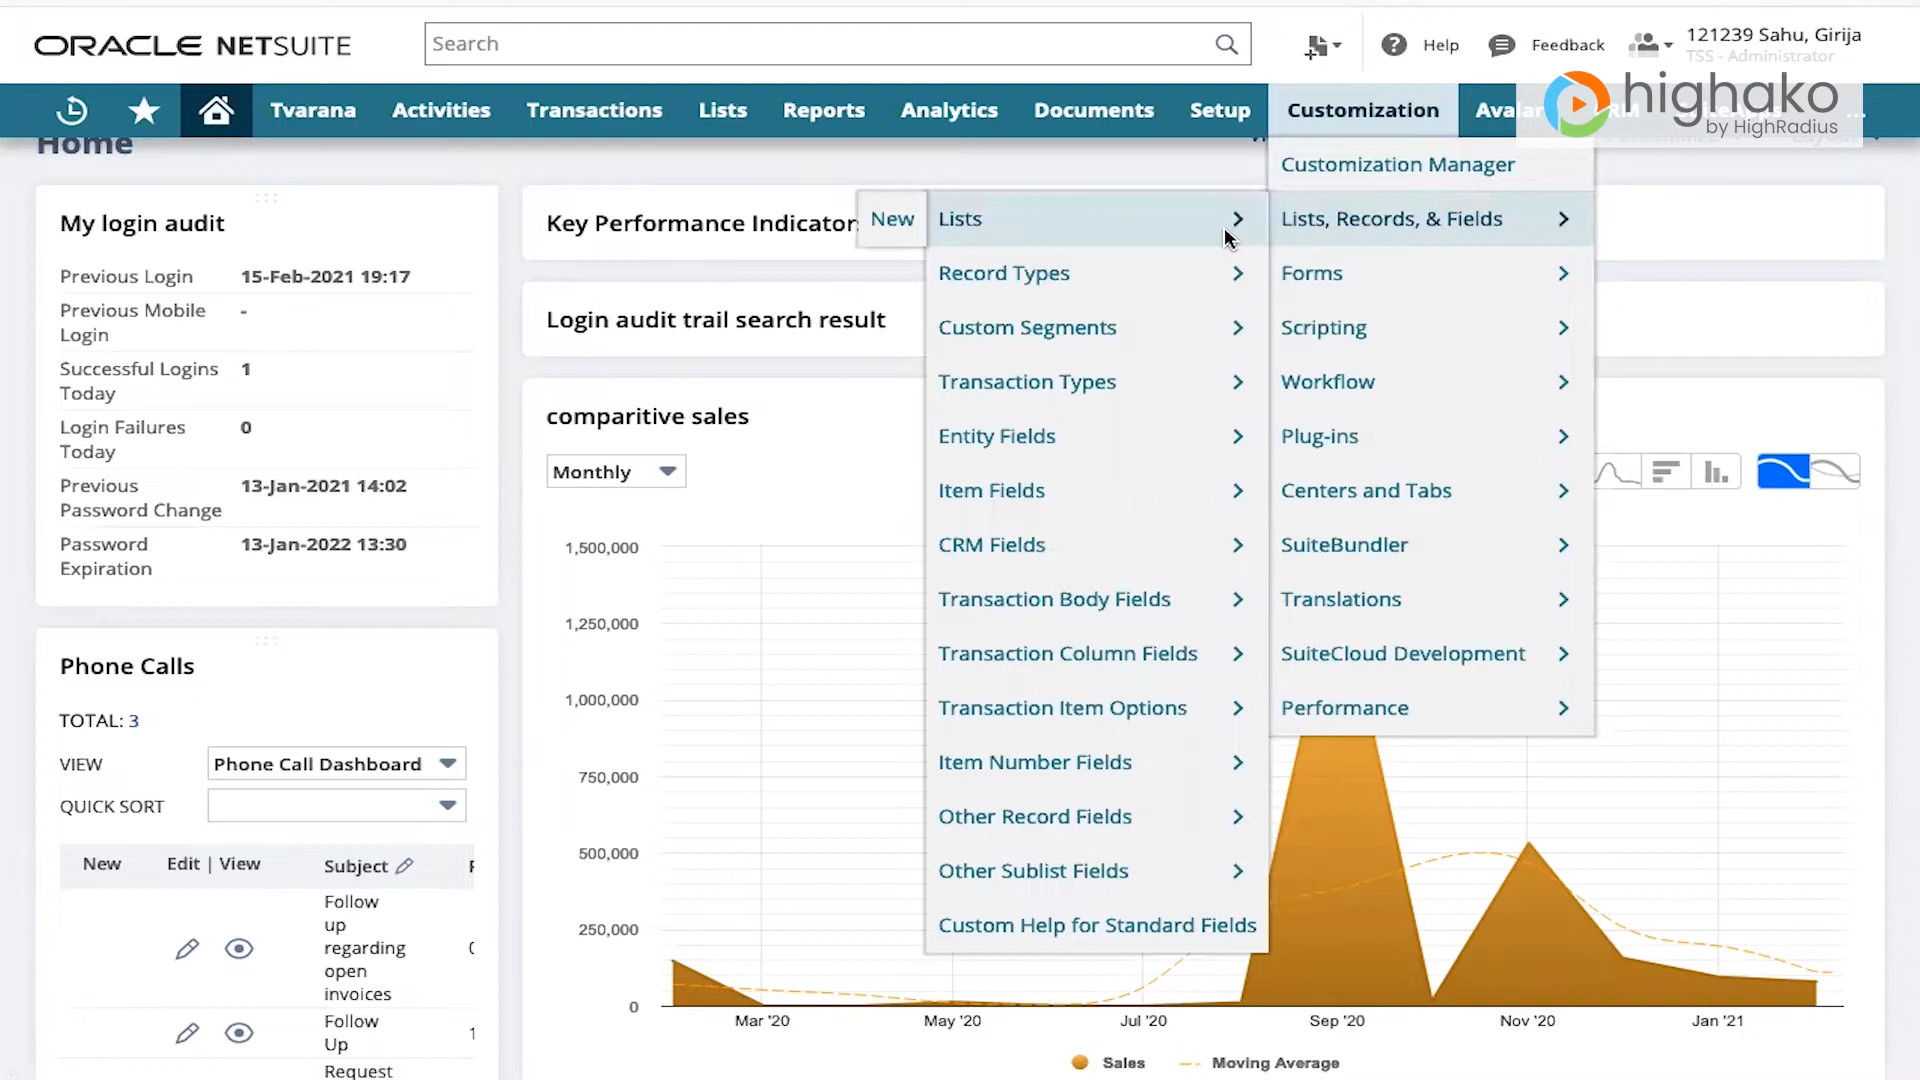 ORACLE NETSUITE
Search
Help
Feedback
121239 Sahu, Girija
TSS - Administrator
highako
by HighRadius
Tvarana
Activities
Transactions
Lists
Reports
Analytics
Documents
Setup
Customization
Home
My login audit
Previous Login 15-Feb-2021 19:17
Previous Mobile
Login
-
Successful Logins
Today
1
Login Failures
Today
0
Previous
Password Change
13-Jan-2021 14:02
Password
Expiration
13-Jan-2022 13:30
Phone Calls
TOTAL: 3
VIEW Phone Call Dashboard
QUICK SORT
New Edit | View Subject
Follow
up
regarding
open
invoices
Follow
Up
Request
Key Performance Indicator
Login audit trail search result
comparitive sales
Monthly
New
Lists
Record Types
Custom Segments
Transaction Types
Entity Fields
Item Fields
CRM Fields
Transaction Body Fields
Transaction Column Fields
Transaction Item Options
Item Number Fields
Other Record Fields
Other Sublist Fields
Custom Help for Standard Fields
Customization Manager
Lists, Records, & Fields
Forms
Scripting
Workflow
Plug-ins
Centers and Tabs
SuiteBundler
Translations
SuiteCloud Development
Performance
1,500,000
1,250,000
1,000,000
750,000
500,000
250,000
0
Mar '20
May '20
Jul '20
Sep '20
Nov '20
Jan '21
Sales
Moving Average